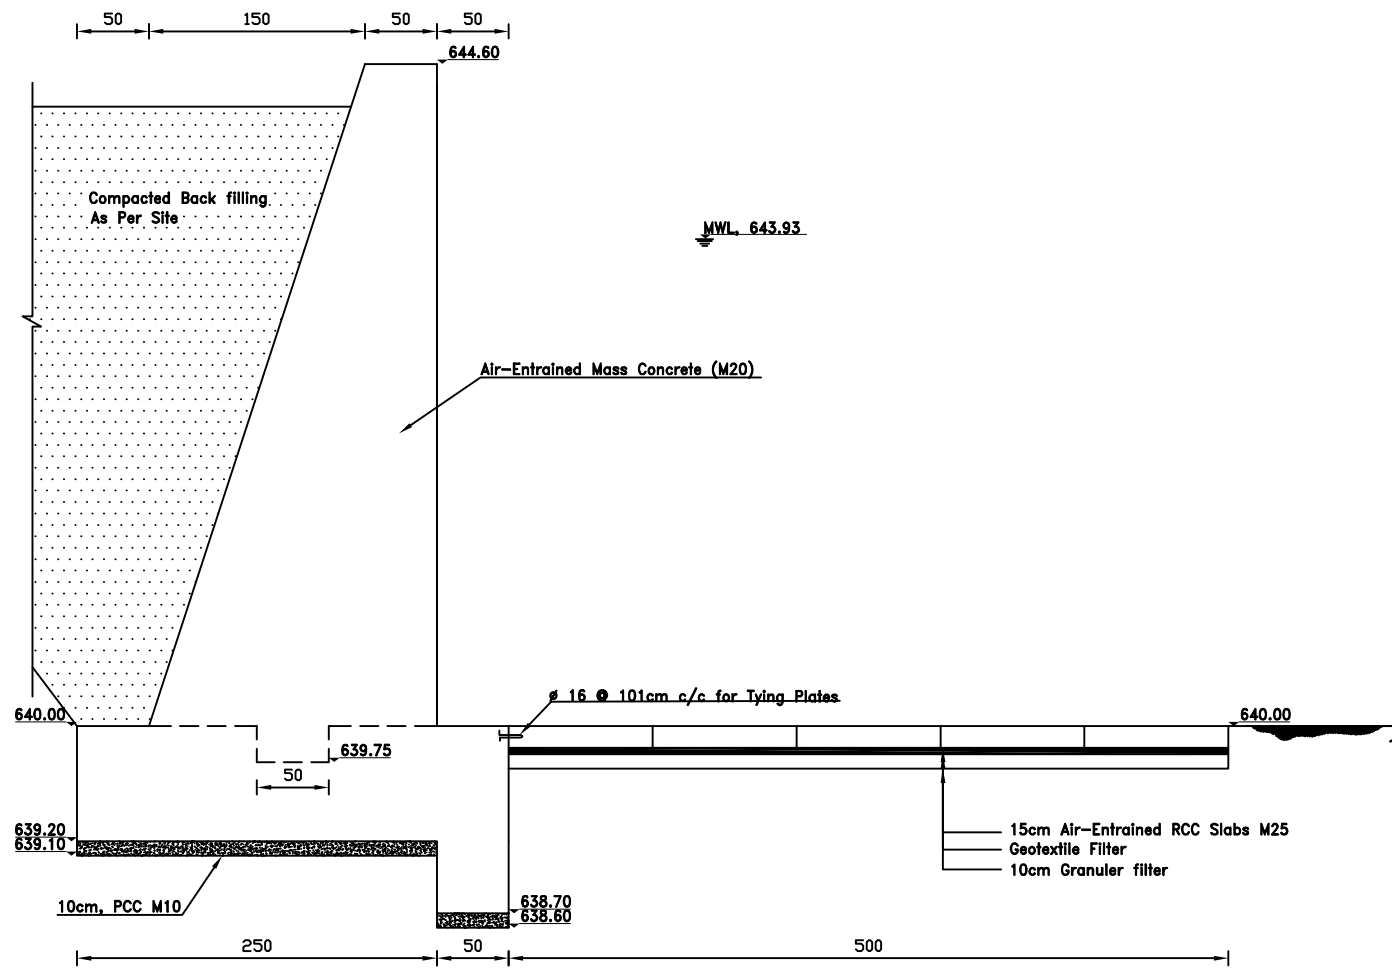 50
150
50
50
644.60
Compacted Back filling
As Per Site
MWL, 643.93
Air-Entrained Mass Concrete (M20)
ø 16 @ 101cm c/c for Tying Plates
640.00
640.00
639.75
50
639.20
639.10
15cm Air-Entrained RCC Slabs M25
Geotextile Filter
10cm Granuler filter
10cm, PCC M10
638.70
638.60
250
50
500